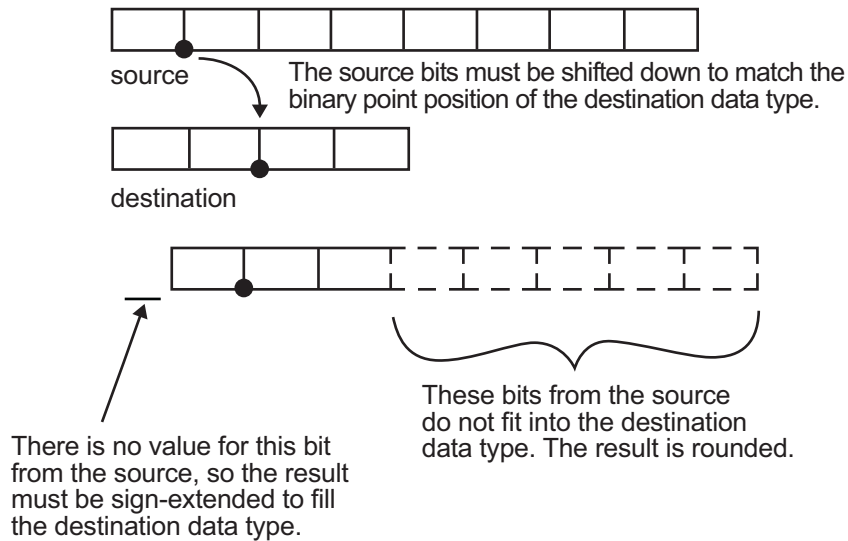 source
The source bits must be shifted down to match the
binary point position of the destination data type.
destination
These bits from the source
do not fit into the destination
data type. The result is rounded.
There is no value for this bit
from the source, so the result
must be sign-extended to fill
the destination data type.